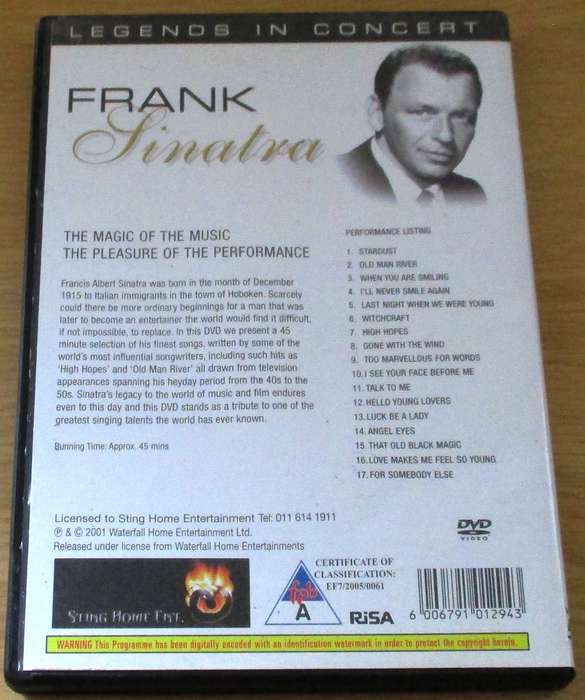 LEGENDS IN CONCERT
FRANK
Sinatra
THE MAGIC OF THE MUSIC
THE PLEASURE OF THE PERFORMANCE
Francis Albert Sinatra was born in the month of December
1915 to Italian immigrants in the town of Hoboken. Scarcely
could there be more ordinary beginnings for a man that was
later to become an entertainer the world would find it difficult,
if not impossible, to replace. In this DVD we present a 45
minute selection of his finest songs, written by some of the
world's most influential songwriters, including such hits as
'High Hopes' and 'Old Man River' all drawn from television
appearances spanning his heyday period from the 40s to the
50s. Sinatra's legacy to the world of music and film endures
even to this day and this DVD stands as a tribute to one of the
greatest singing talents the world has ever known.
Running Time: Approx. 45 mins
PERFORMANCE LISTING
1. STARDUST
2. OLD MAN RIVER
3. WHEN YOU ARE SMILING
4. I'LL NEVER SMILE AGAIN
5. LAST NIGHT WHEN WE WERE YOUNG
6. WITCHCRAFT
7. HIGH HOPES
8. GONE WITH THE WIND
9. TOO MARVELLOUS FOR WORDS
10. I SEE YOUR FACE BEFORE ME
11. TALK TO ME
12. HELLO YOUNG LOVERS
13. LUCK BE A LADY
14. ANGEL EYES
15. THAT OLD BLACK MAGIC
16. LOVE MAKES ME FEEL SO YOUNG
17. FOR SOMEBODY ELSE
Licensed to Sting Home Entertainment Tel: 011 614 1911
℗ & © 2001 Waterfall Home Entertainment Ltd.
Released under license from Waterfall Home Entertainments
DVD
VIDEO
STING HOME ENT.
fpb
A
CERTIFICATE OF
CLASSIFICATION:
EF7/2005/0061
RiSA
6 006791 012943
WARNING This Programme has been digitally encoded with an identification watermark in order to protect the copyright herein.